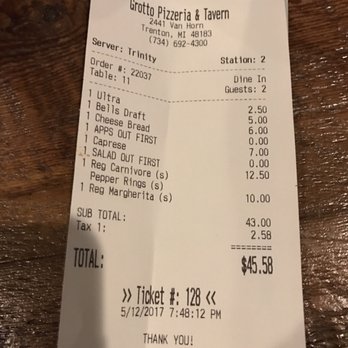 Grotto Pizzeria & Tavern
2441 Van Horn
Trenton, MI 48183
(734) 692-4300
Server: Trinity Station: 2
Order #: 22037 Dine In
Table: 11 Guests: 2
1 Ultra 2.50
1 Bells Draft 5.00
1 Cheese Bread 6.00
1 APPS OUT FIRST 0.00
1 Caprese 7.00
1 SALAD OUT FIRST 0.00
1 Reg Carnivore (s) 12.50
Pepper Rings (s)
1 Reg Margherita (s) 10.00
SUB TOTAL: 43.00
Tax 1: 2.58
========
TOTAL: $45.58
>> Ticket #: 128 <<
5/12/2017 7:48:12 PM
THANK YOU!